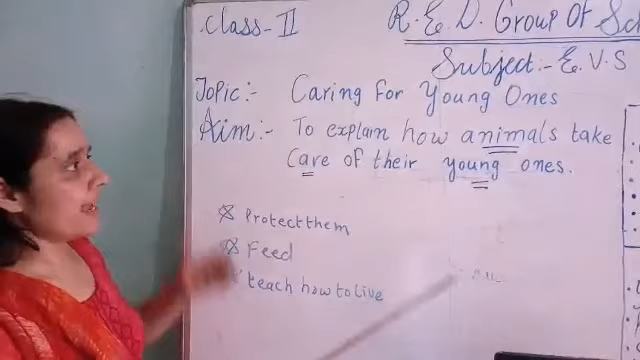 Class - II
R.E.D. Group Of
Subject:- E.V.S
Topic:- Caring for Young Ones
Aim:- To explain how animals take
care of their young ones.
Protect them
Feed
teach how to live